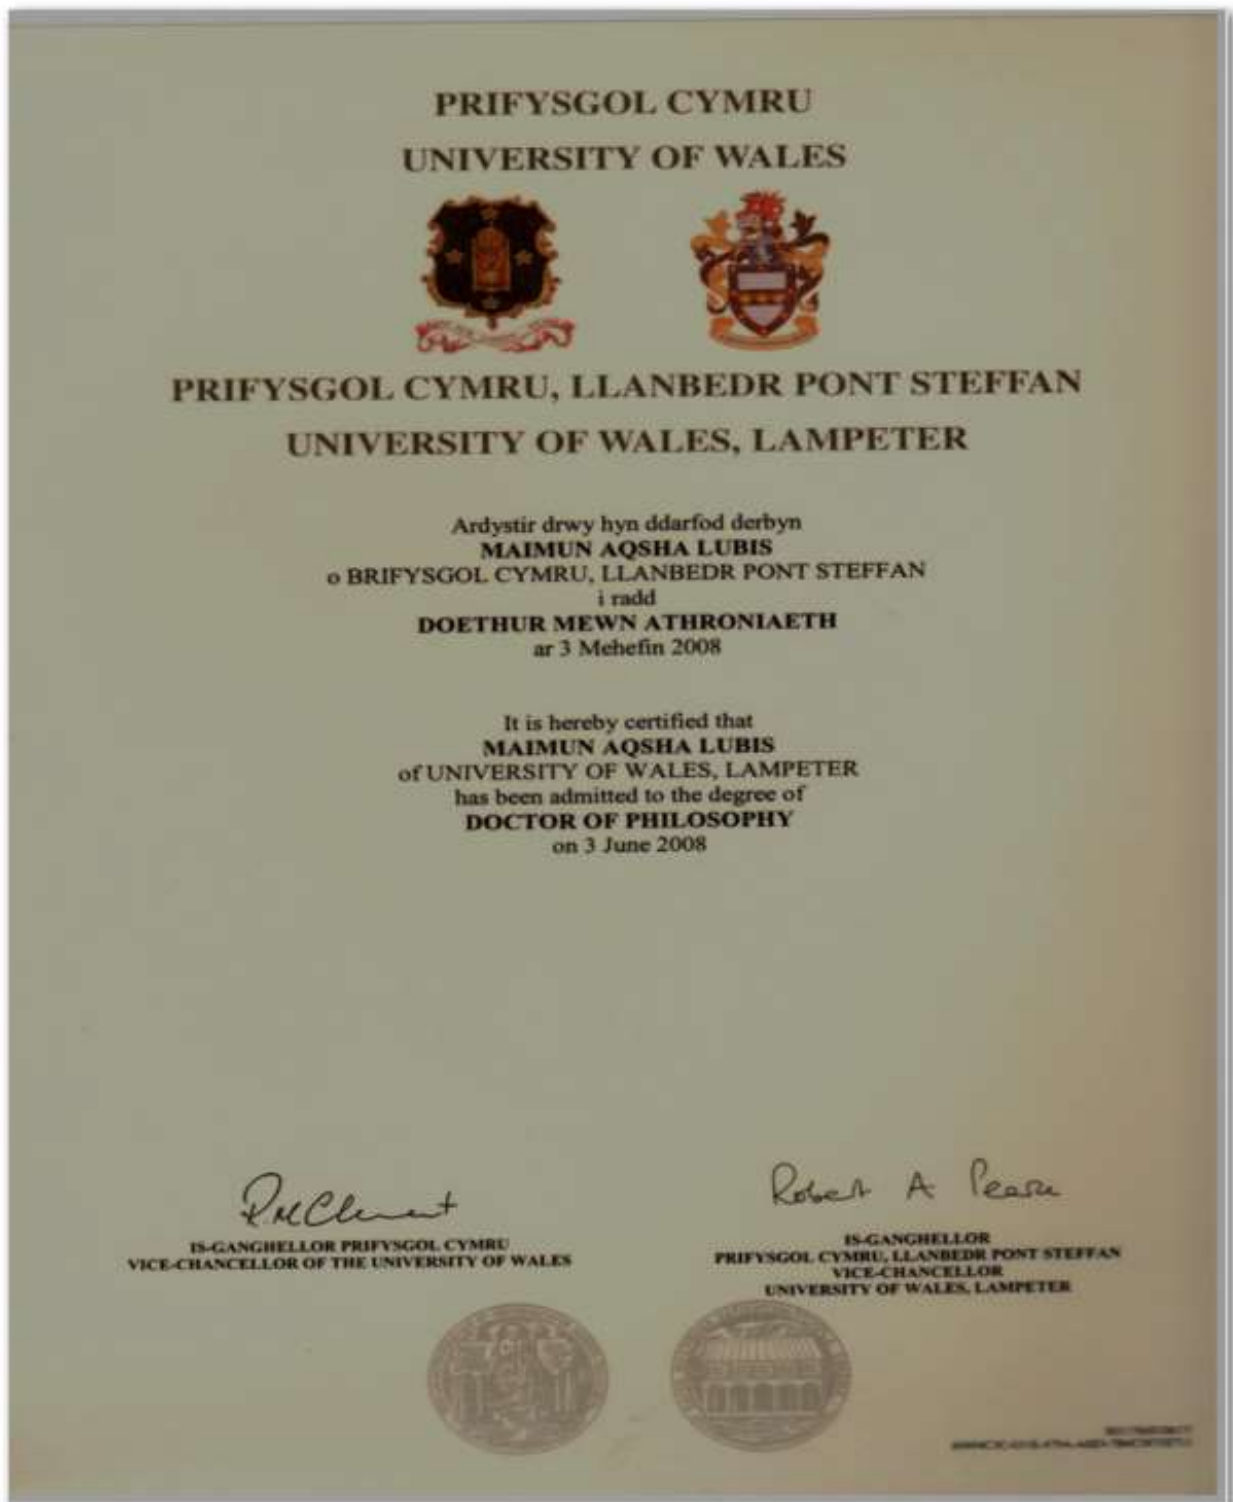 PRIFYSGOL CYMRU
UNIVERSITY OF WALES
PRIFYSGOL CYMRU, LLANBEDR PONT STEFFAN
UNIVERSITY OF WALES, LAMPETER
Ardystir drwy hyn ddarfod derbyn
MAIMUN AQSHA LUBIS
o BRIFYSGOL CYMRU, LLANBEDR PONT STEFFAN
i radd
DOETHUR MEWN ATHRONIAETH
ar 3 Mehefin 2008
It is hereby certified that
MAIMUN AQSHA LUBIS
of UNIVERSITY OF WALES, LAMPETER
has been admitted to the degree of
DOCTOR OF PHILOSOPHY
on 3 June 2008
Robert A Pearce
IS-GANGHELLOR PRIFYSGOL CYMRU
VICE-CHANCELLOR OF THE UNIVERSITY OF WALES
IS-GANGHELLOR
PRIFYSGOL CYMRU, LLANBEDR PONT STEFFAN
VICE-CHANCELLOR
UNIVERSITY OF WALES, LAMPETER